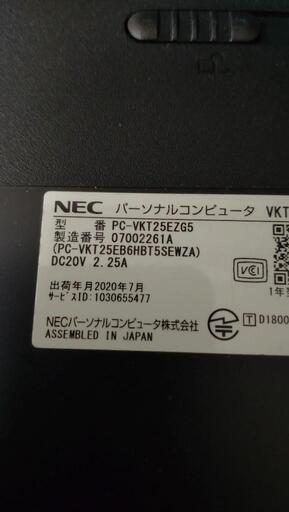 NEC パーソナルコンピュータ VKT
型 番 PC-VKT25EZG5
製造番号 07002261A
(PC-VKT25EB6HBT5SEWZA)
DC20V 2.25A
VCI
1年
出荷年月2020年7月
サービスID:1030655477
NECパーソナルコンピュータ株式会社
ASSEMBLED IN JAPAN
T D1800